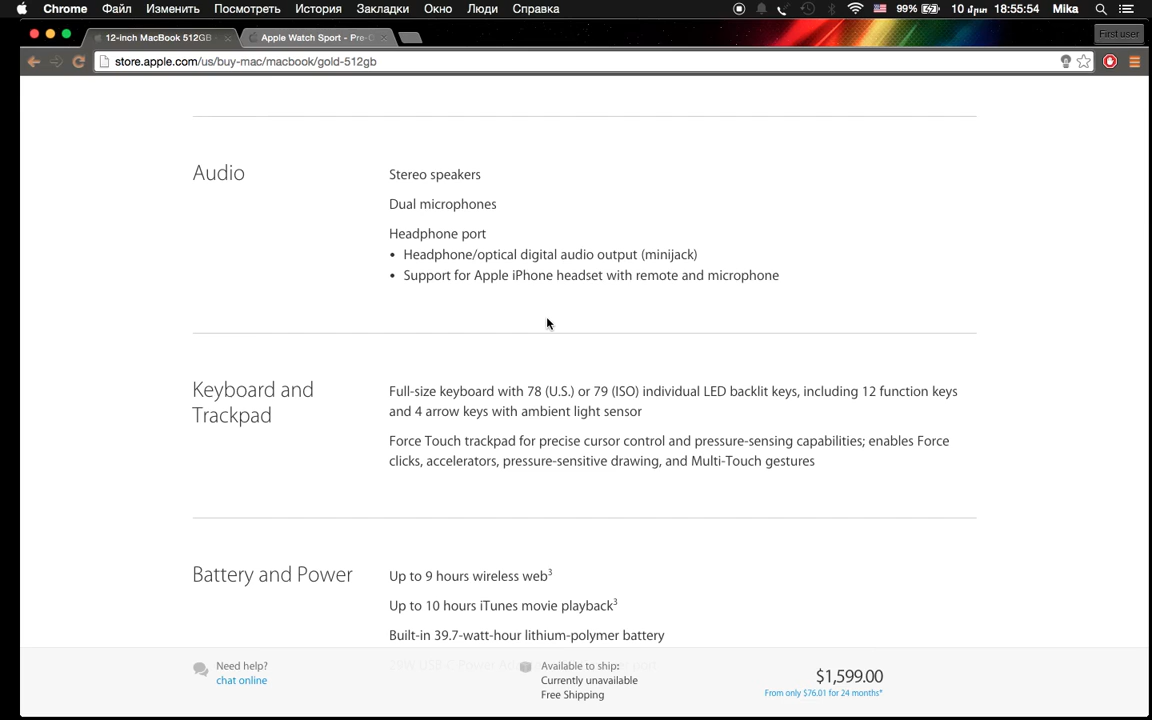 Chrome Файл Изменить Посмотреть История Закладки Окно Люди Справка 99% 10 մրտ 18:55:54 Mika
12-inch MacBook 512GB Apple Watch Sport - Pre-O First user
store.apple.com/us/buy-mac/macbook/gold-512gb
Audio
Stereo speakers
Dual microphones
Headphone port
• Headphone/optical digital audio output (minijack)
• Support for Apple iPhone headset with remote and microphone
Keyboard and
Trackpad
Full-size keyboard with 78 (U.S.) or 79 (ISO) individual LED backlit keys, including 12 function keys
and 4 arrow keys with ambient light sensor
Force Touch trackpad for precise cursor control and pressure-sensing capabilities; enables Force
clicks, accelerators, pressure-sensitive drawing, and Multi-Touch gestures
Battery and Power
Up to 9 hours wireless web3
Up to 10 hours iTunes movie playback3
Built-in 39.7-watt-hour lithium-polymer battery
Need help?
chat online
Available to ship:
Currently unavailable
Free Shipping
$1,599.00
From only $76.01 for 24 months*